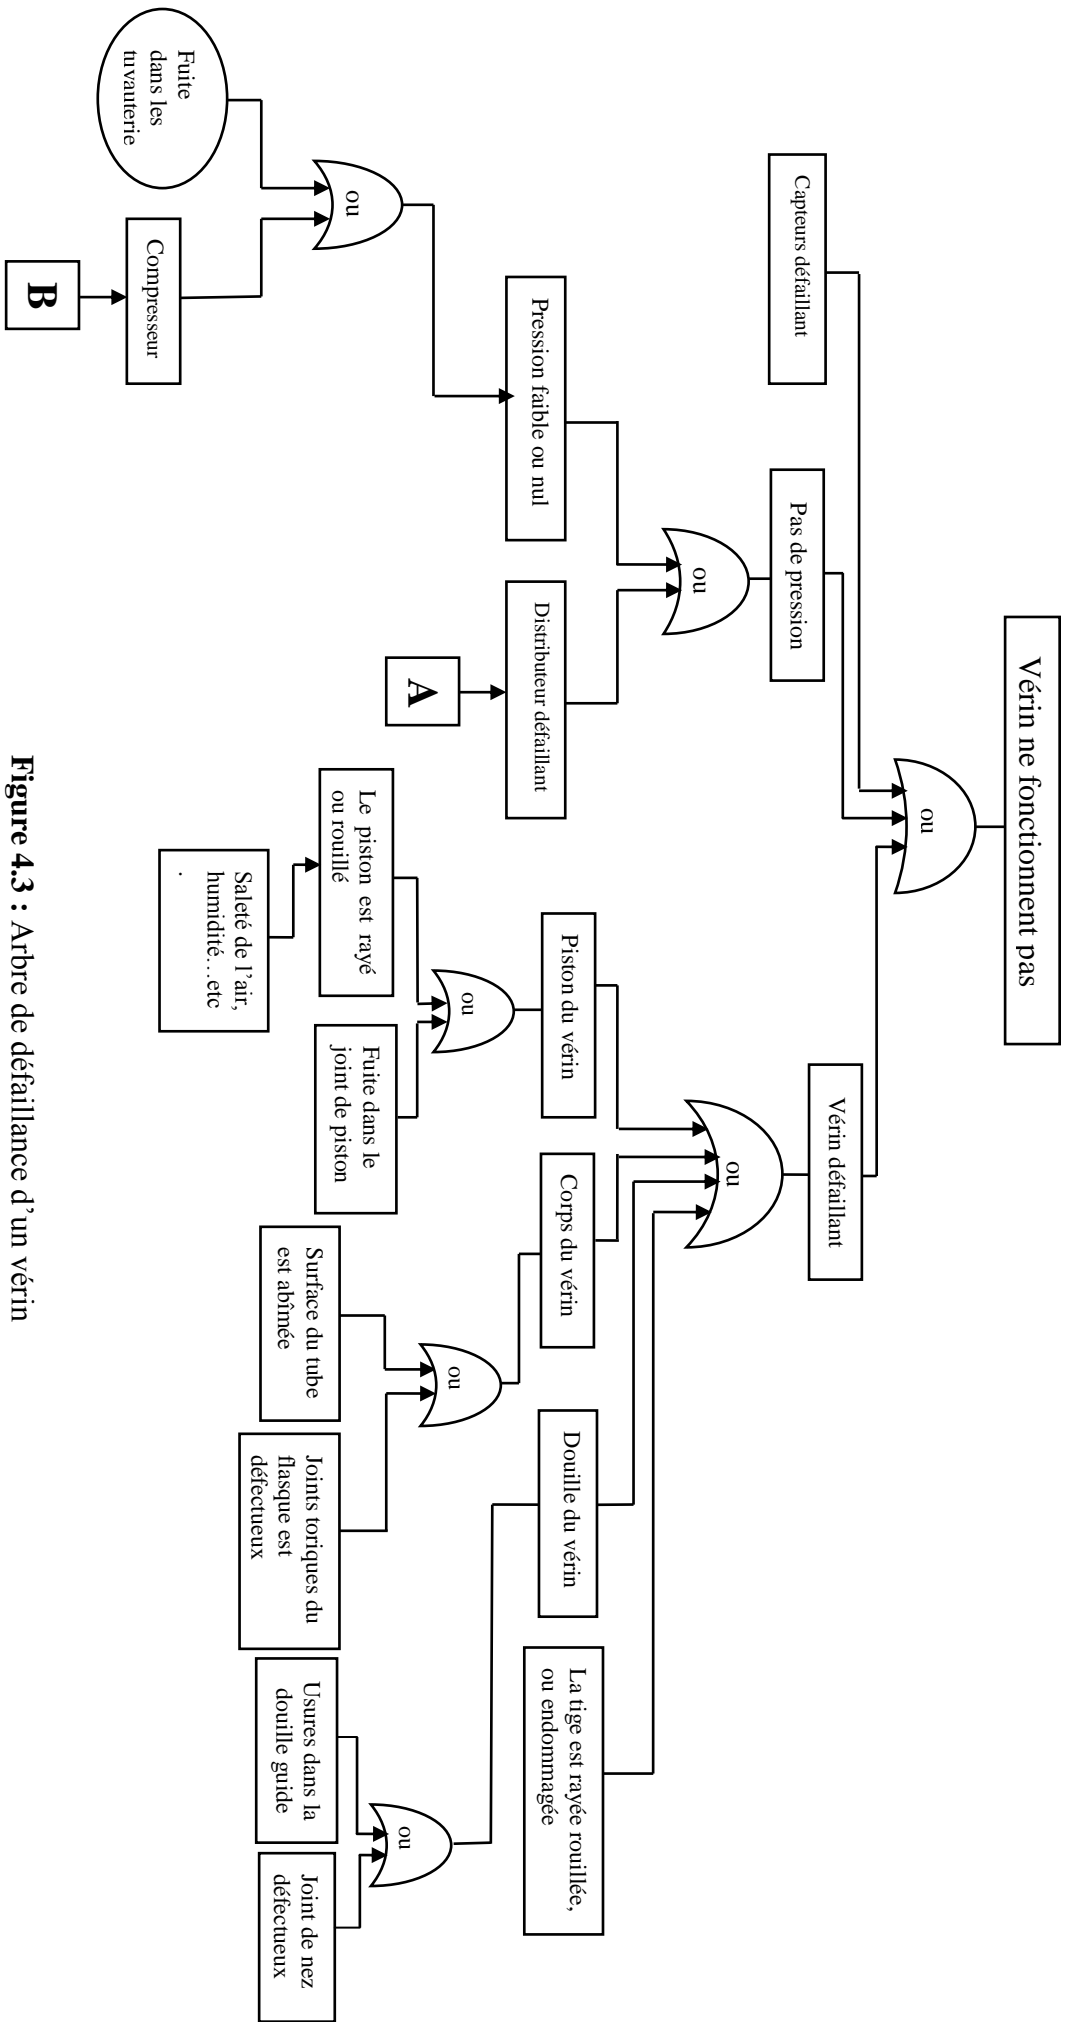 Vérin ne fonctionnent pas
ou
Capteurs défaillant
Pas de pression
Vérin défaillant
ou
ou
Pression faible ou nul
Distributeur défaillant
A
ou
Fuite
dans les
tuvauterie
Compresseur
B
Piston du vérin
Corps du vérin
Douille du vérin
La tige est rayée rouillée,
ou endommagée
ou
Le piston est rayé
ou rouillé
Fuite dans le
joint de piston
Saleté de l’air,
humidité…etc
.
ou
Surface du tube
est abîmée
Joints toriques du
flasque est
défectueux
ou
Usures dans la
douille guide
Joint de nez
défectueux
Figure 4.3 : Arbre de défaillance d’un vérin